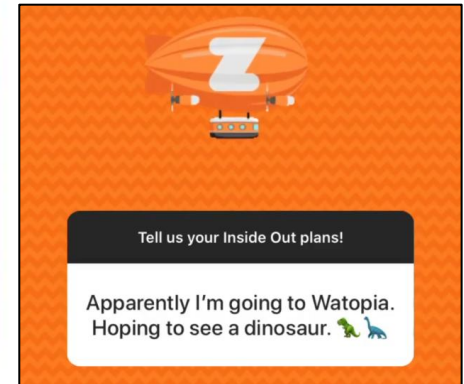 Z
Tell us your Inside Out plans!
Apparently I’m going to Watopia.
Hoping to see a dinosaur. 🦖🦕